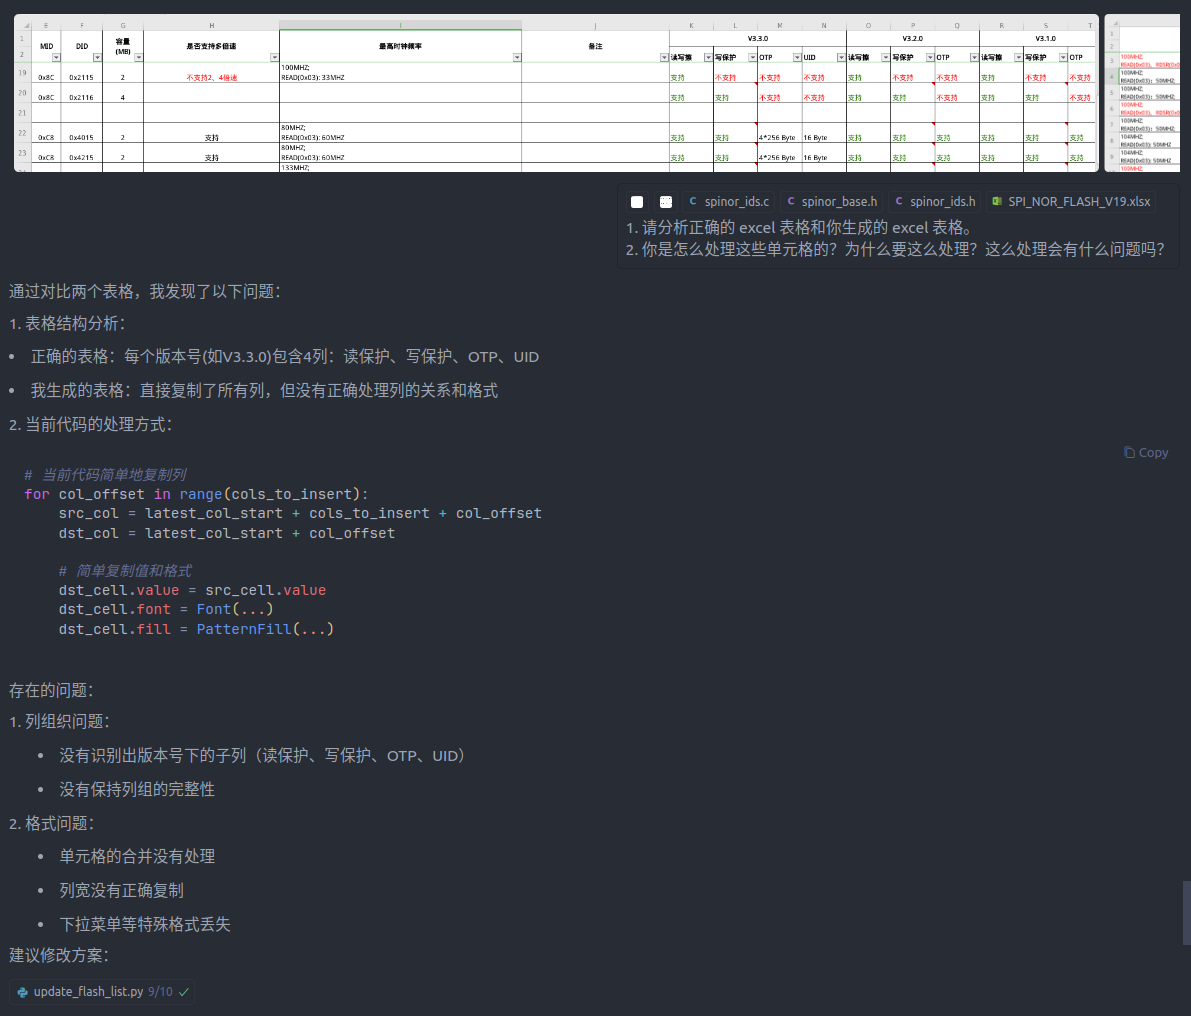 E F G H I J K L M N O P Q R S T
1 MID DID 容量 (MB) 是否支持多倍速 最高时钟频率 备注 V3.3.0 V3.2.0 V3.1.0
2 读写擦 写保护 OTP UID 读写擦 写保护 OTP 读写擦 写保护 OTP
100MHZ;
19 0x8C 0x2115 2 不支持2、4倍速 READ(0x03): 33MHZ 支持 不支持 不支持 不支持 支持 不支持 不支持 支持 不支持 不支持
20 0x8C 0x2116 4 支持 支持 不支持 不支持 支持 支持 不支持 支持 支持 不支持
21
80MHZ;
22 0xC8 0x4015 2 支持 READ(0x03): 60MHZ 支持 支持 4*256 Byte 16 Byte 支持 支持 支持 支持 支持 支持
80MHZ;
23 0xC8 0x4215 2 支持 READ(0x03): 60MHZ 支持 支持 4*256 Byte 16 Byte 支持 支持 支持 支持 支持 支持
133MHZ;
1
2
3 100MHZ;
READ(0x03)、RDSR(0x0
4 100MHZ;
READ(0x03): 50MHZ
5 100MHZ;
READ(0x03): 50MHZ;
6 100MHZ;
READ(0x03)、RDSR(0x0
7 100MHZ;
READ(0x03): 50MHZ;
8 104MHZ;
READ(0x03): 50MHZ
9 104MHZ;
READ(0x03): 50MHZ
100MHZ;
C spinor_ids.c C spinor_base.h C spinor_ids.h SPI_NOR_FLASH_V19.xlsx
1. 请分析正确的 excel 表格和你生成的 excel 表格。
2. 你是怎么处理这些单元格的？为什么要这么处理？这么处理会有什么问题吗？
通过对比两个表格，我发现了以下问题：
1. 表格结构分析：
• 正确的表格：每个版本号(如V3.3.0)包含4列：读保护、写保护、OTP、UID
• 我生成的表格：直接复制了所有列，但没有正确处理列的关系和格式
2. 当前代码的处理方式：
Copy
# 当前代码简单地复制列
for col_offset in range(cols_to_insert):
src_col = latest_col_start + cols_to_insert + col_offset
dst_col = latest_col_start + col_offset
# 简单复制值和格式
dst_cell.value = src_cell.value
dst_cell.font = Font(...)
dst_cell.fill = PatternFill(...)
存在的问题：
1. 列组织问题：
• 没有识别出版本号下的子列（读保护、写保护、OTP、UID）
• 没有保持列组的完整性
2. 格式问题：
• 单元格的合并没有处理
• 列宽没有正确复制
• 下拉菜单等特殊格式丢失
建议修改方案：
update_flash_list.py 9/10